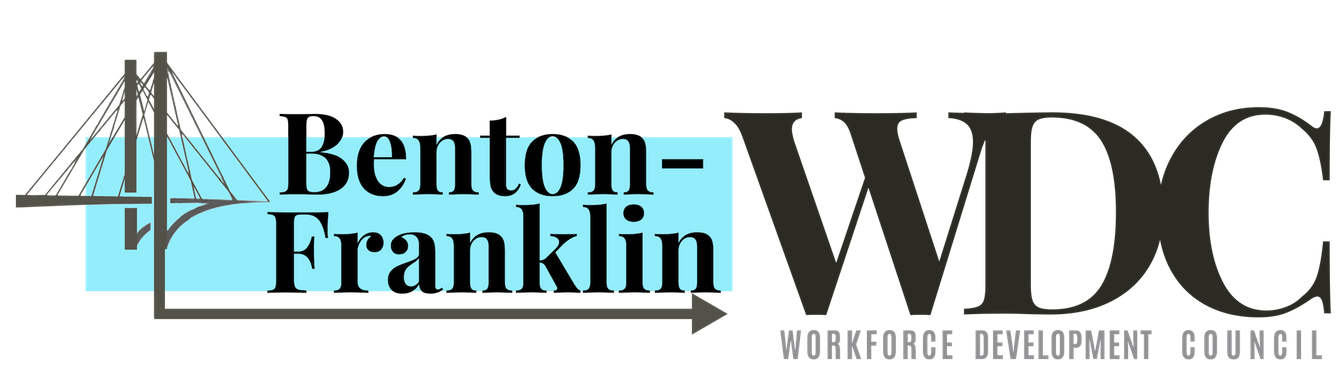 Benton-
Franklin
WDC
WORKFORCE DEVELOPMENT COUNCIL